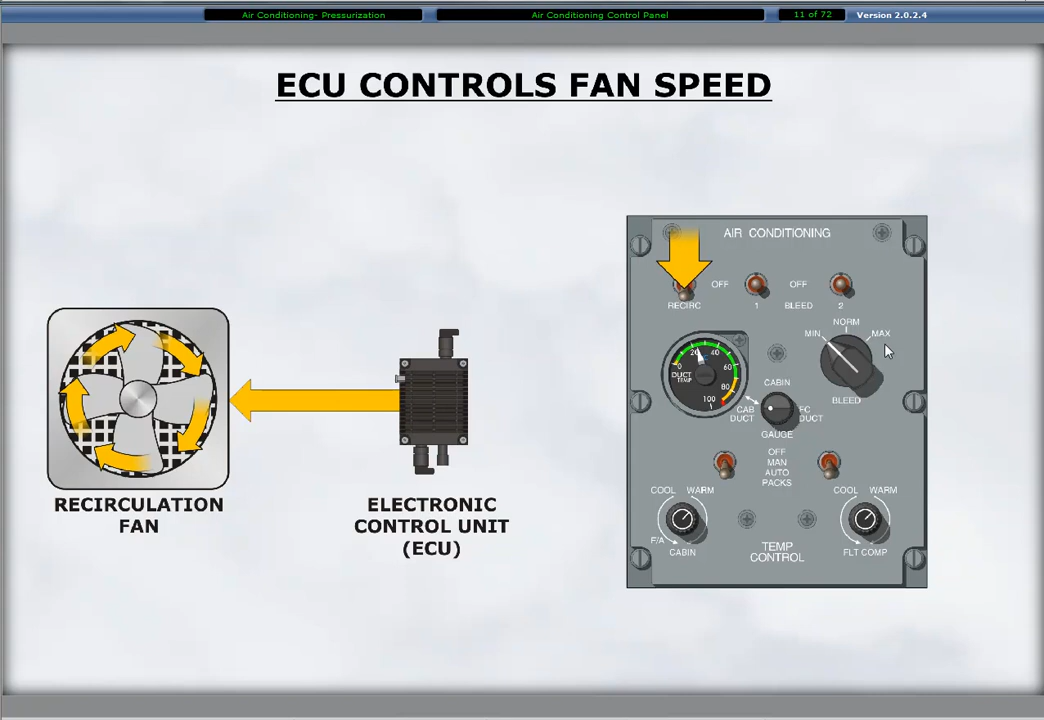 Air Conditioning- Pressurization
Air Conditioning Control Panel
11 of 72
Version 2.0.2.4
ECU CONTROLS FAN SPEED
AIR CONDITIONING
OFF
OFF
RECIRC
1
BLEED
2
NORM
MIN
MAX
BLEED
0
20
40
60
80
100
°C
DUCT
TEMP
CABIN
CAB
DUCT
FC
DUCT
GAUGE
OFF
MAN
AUTO
PACKS
COOL
WARM
COOL
WARM
F/A
CABIN
TEMP
CONTROL
FLT COMP
RECIRCULATION
FAN
ELECTRONIC
CONTROL UNIT
(ECU)